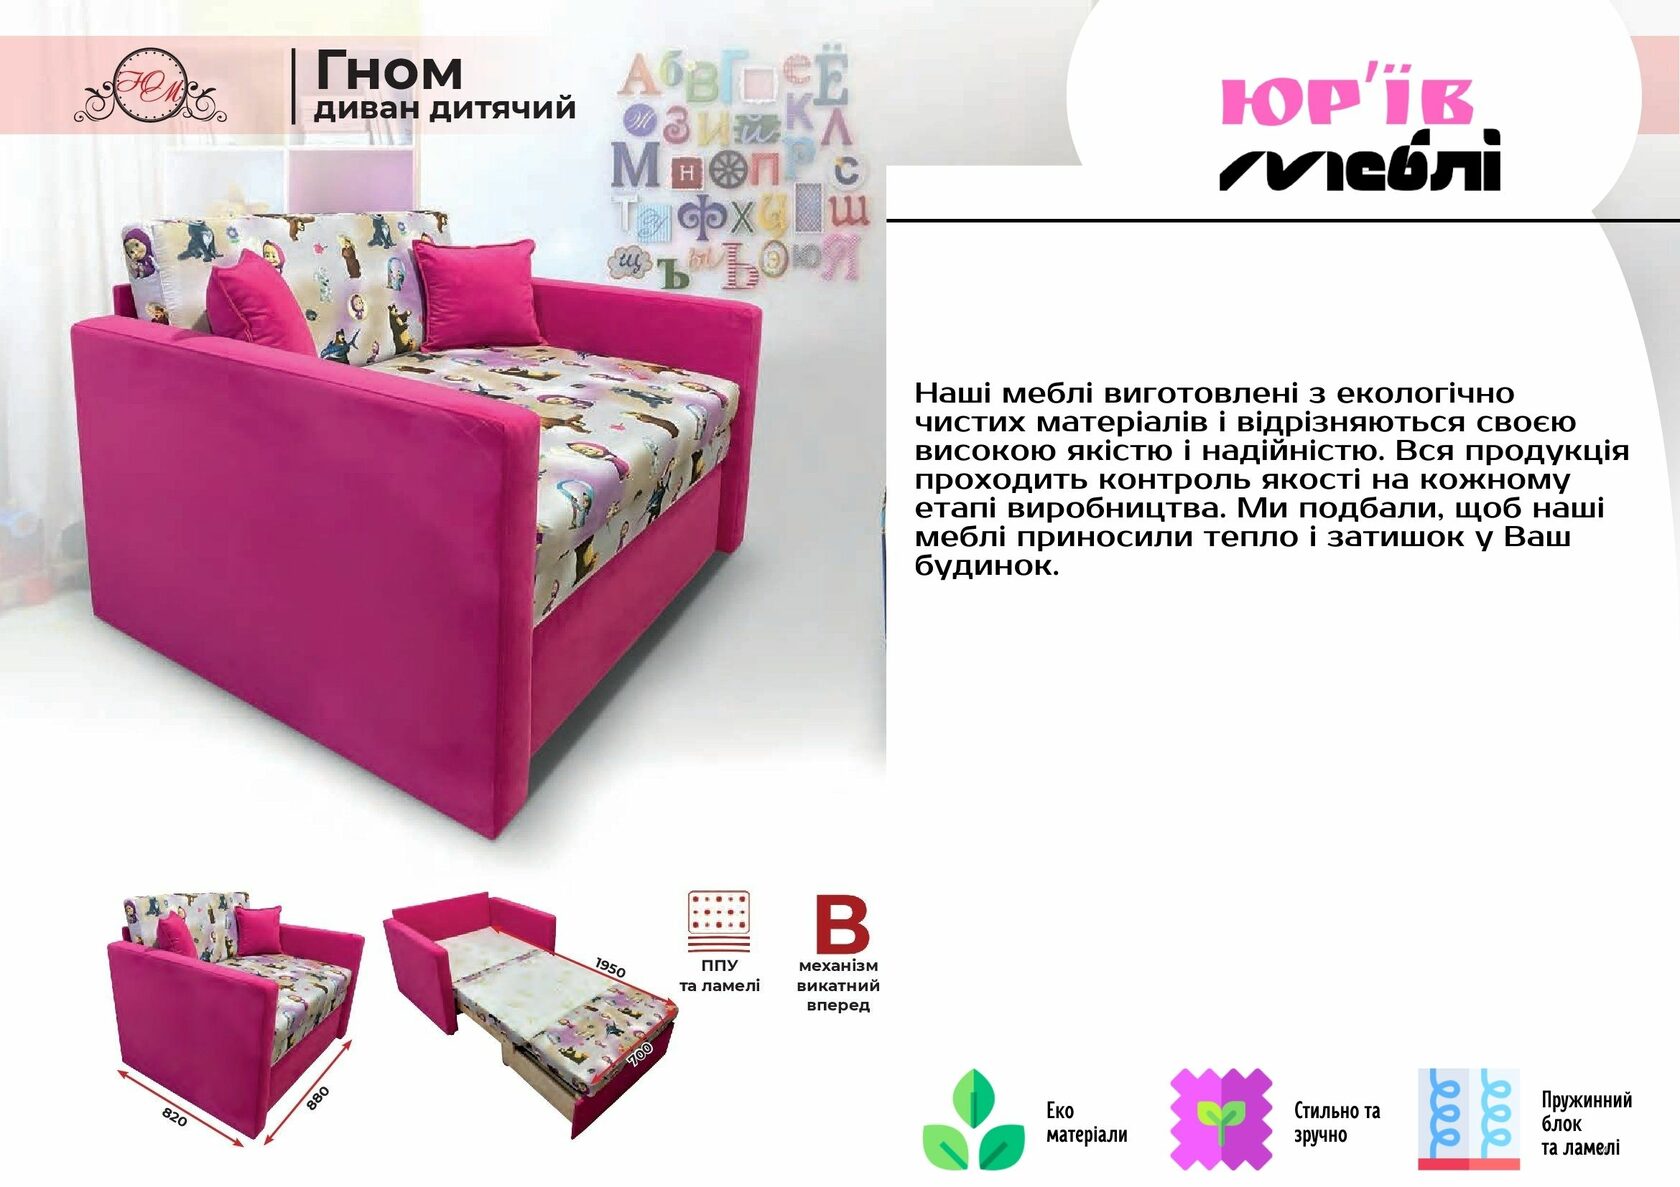 ЮМ
Гном
диван дитячий
А б В Г о е Ё
Ж З И й К Л
М Н О П Р С
Т у Ф Х Ц Ш
Щ Ъ Ы Ь Э Ю Я
ЮР'ЇВ
меблі
Наші меблі виготовлені з екологічно
чистих матеріалів і відрізняються своєю
високою якістю і надійністю. Вся продукція
проходить контроль якості на кожному
етапі виробництва. Ми подбали, щоб наші
меблі приносили тепло і затишок у Ваш
будинок.
820
880
1950
700
ППУ
та ламелі
В
механізм
викатний
вперед
Еко
матеріали
Стильно та
зручно
Пружинний
блок
та ламелі